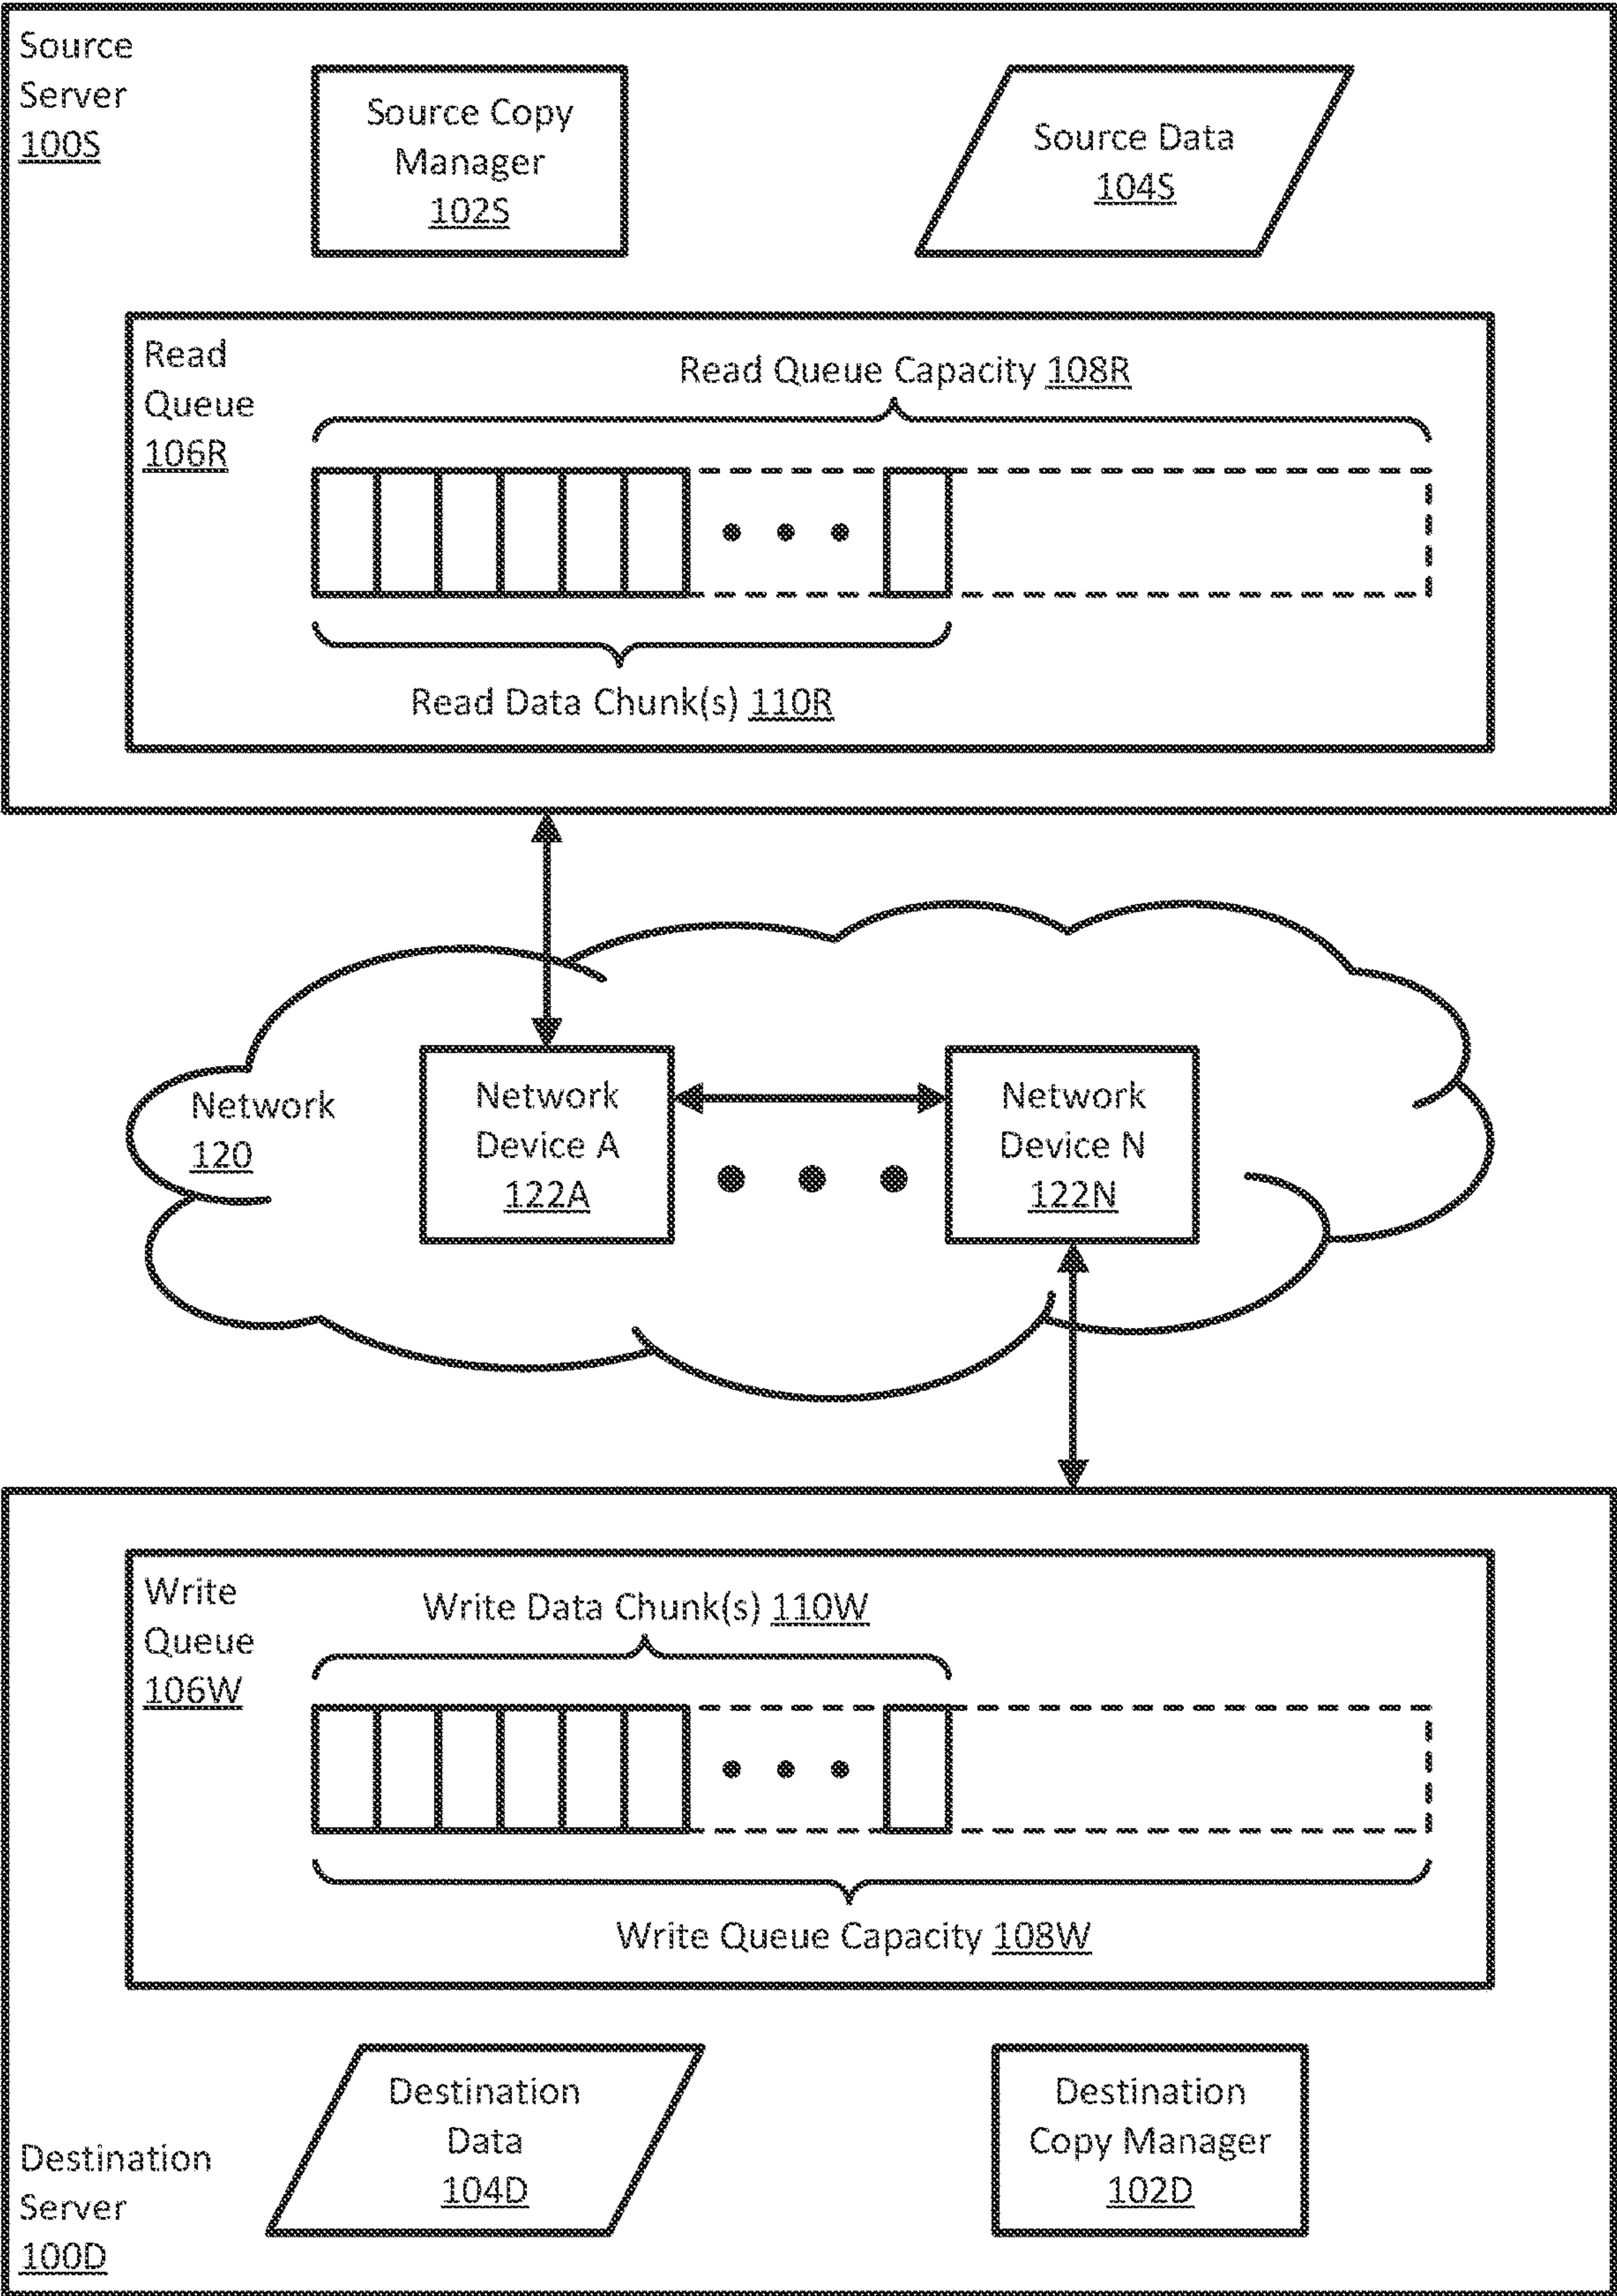 Source
Server
100S
Source Copy
Manager
102S
Source Data
104S
Read
Queue
106R
Read Queue Capacity 108R
Read Data Chunk(s) 110R
Network
120
Network
Device A
122A
Network
Device N
122N
Write
Queue
106W
Write Data Chunk(s) 110W
Write Queue Capacity 108W
Destination
Data
104D
Destination
Copy Manager
102D
Destination
Server
100D